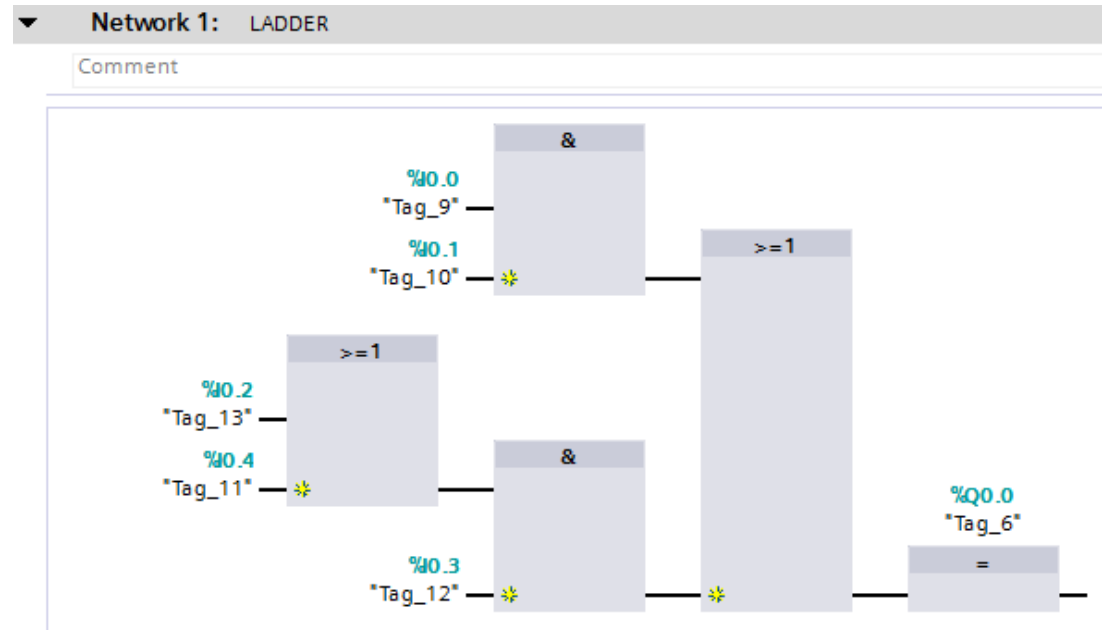 Network 1: LADDER
Comment
&
%I0.0
"Tag_9"
%I0.1
"Tag_10"
>=1
>=1
%I0.2
"Tag_13"
%I0.4
"Tag_11"
&
%I0.3
"Tag_12"
%Q0.0
"Tag_6"
=